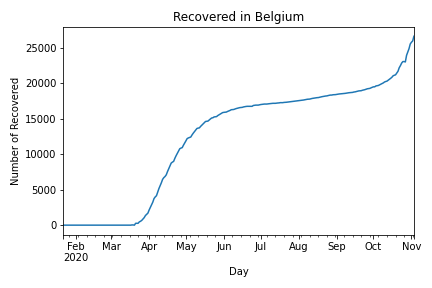 Recovered in Belgium
Number of Recovered
25000
20000
15000
10000
5000
0
Feb Mar Apr May Jun Jul Aug Sep Oct Nov
2020
Day